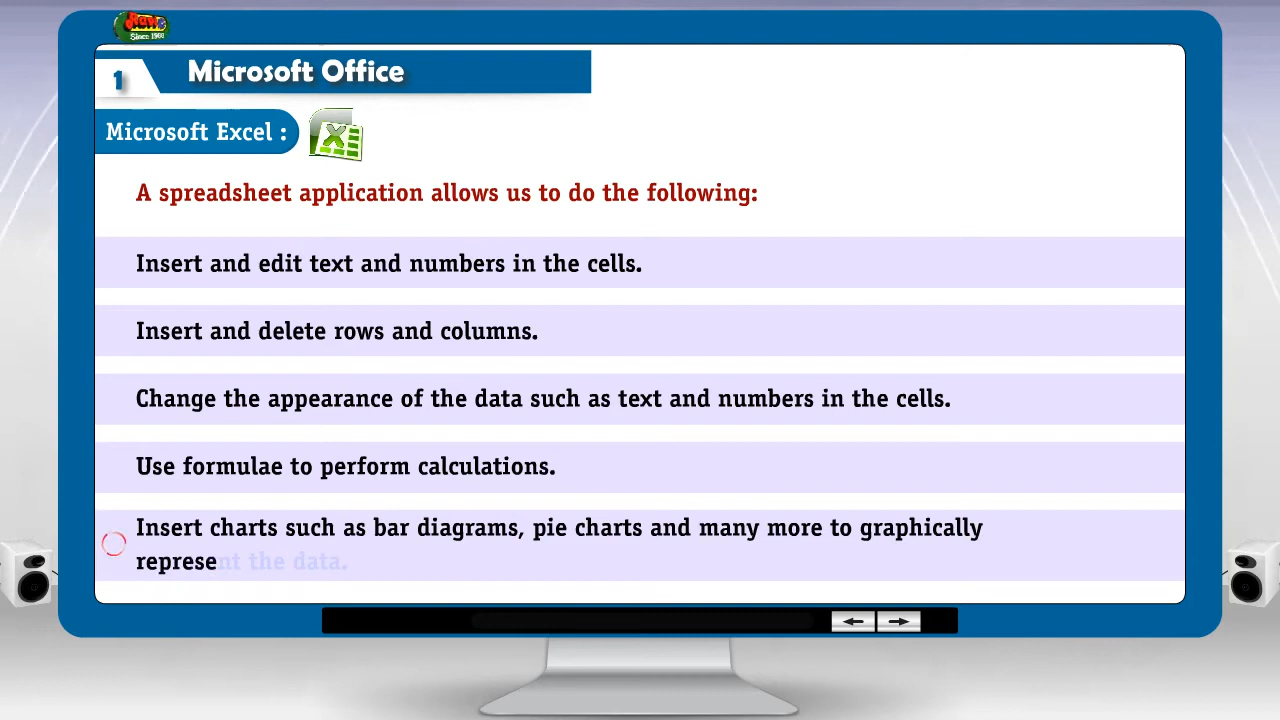 Since 1968
1
Microsoft Office
Microsoft Excel :
A spreadsheet application allows us to do the following:
Insert and edit text and numbers in the cells.
Insert and delete rows and columns.
Change the appearance of the data such as text and numbers in the cells.
Use formulae to perform calculations.
Insert charts such as bar diagrams, pie charts and many more to graphically
represent the data.